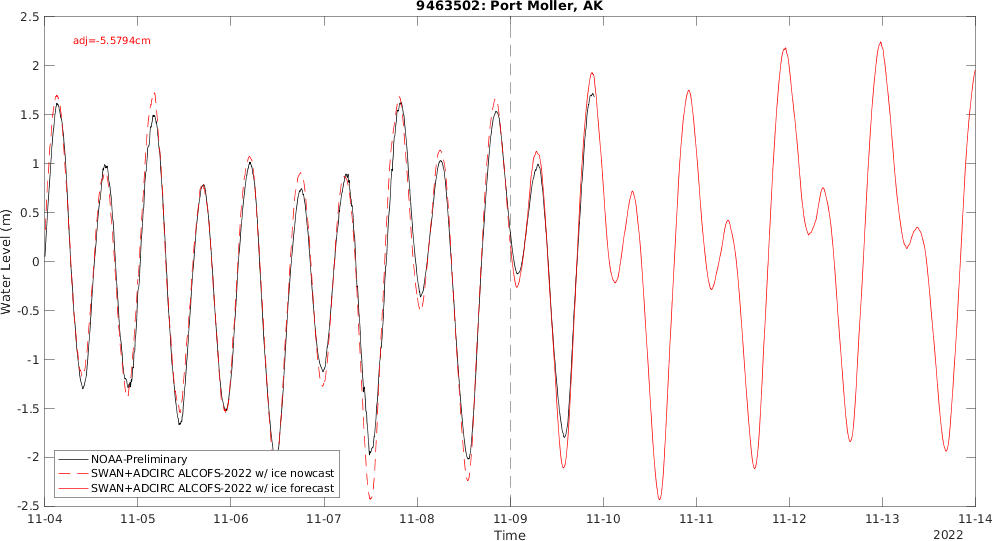 9463502: Port Moller, AK
adj=-5.5794cm
2.5
2
1.5
1
0.5
0
-0.5
-1
-1.5
-2
-2.5
Water Level (m)
NOAA-Preliminary
SWAN+ADCIRC ALCOFS-2022 w/ ice nowcast
SWAN+ADCIRC ALCOFS-2022 w/ ice forecast
11-04 11-05 11-06 11-07 11-08 11-09 11-10 11-11 11-12 11-13 11-14
Time
2022